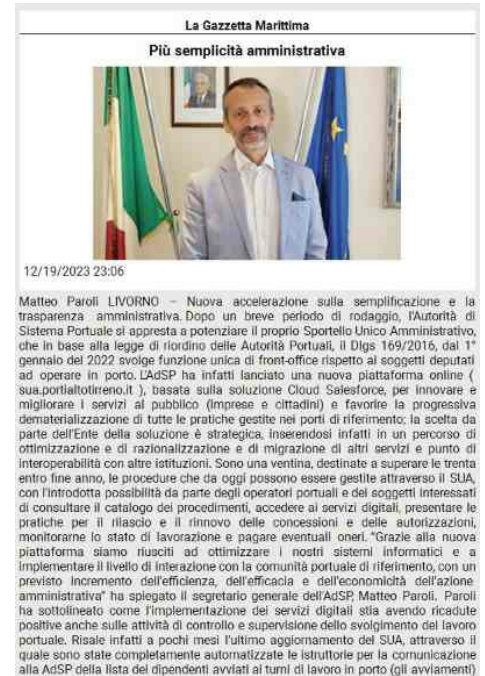 La Gazzetta Marittima
Più semplicità amministrativa
12/19/2023 23:06
Matteo Paroli LIVORNO – Nuova accelerazione sulla semplificazione e la
trasparenza amministrativa. Dopo un breve periodo di rodaggio, l'Autorità di
Sistema Portuale si appresta a potenziare il proprio Sportello Unico Amministrativo,
che in base alla legge di riordino delle Autorità Portuali, il Dlgs 169/2016, dal 1°
gennaio del 2022 svolge funzione unica di front-office rispetto ai soggetti deputati
ad operare in porto. L'AdSP ha infatti lanciato una nuova piattaforma online (
sua.portialtotirreno.it ), basata sulla soluzione Cloud Salesforce, per innovare e
migliorare i servizi al pubblico (imprese e cittadini) e favorire la progressiva
dematerializzazione di tutte le pratiche gestite nei porti di riferimento; la scelta da
parte dell'Ente della soluzione è strategica, inserendosi infatti in un percorso di
ottimizzazione e di razionalizzazione e di migrazione di altri servizi e punto di
interoperabilità con altre istituzioni. Sono una ventina, destinate a superare le trenta
entro fine anno, le procedure che da oggi possono essere gestite attraverso il SUA,
con l'introdotta possibilità da parte degli operatori portuali e dei soggetti interessati
di consultare il catalogo dei procedimenti, accedere ai servizi digitali, presentare le
pratiche per il rilascio e il rinnovo delle concessioni e delle autorizzazioni,
monitorarne lo stato di lavorazione e pagare eventuali oneri. "Grazie alla nuova
piattaforma siamo riusciti ad ottimizzare i nostri sistemi informatici e a
implementare il livello di interazione con la comunità portuale di riferimento, con un
previsto incremento dell'efficienza, dell'efficacia e dell'economicità dell'azione
amministrativa" ha spiegato il segretario generale dell'AdSP, Matteo Paroli. Paroli
ha sottolineato come l'implementazione dei servizi digitali stia avendo ricadute
positive anche sulle attività di controllo e supervisione dello svolgimento del lavoro
portuale. Risale infatti a pochi mesi l'ultimo aggiornamento del SUA, attraverso il
quale sono state completamente automatizzate le istruttorie per la comunicazione
alla AdSP della lista dei dipendenti avviati ai turni di lavoro in porto (gli avviamenti)